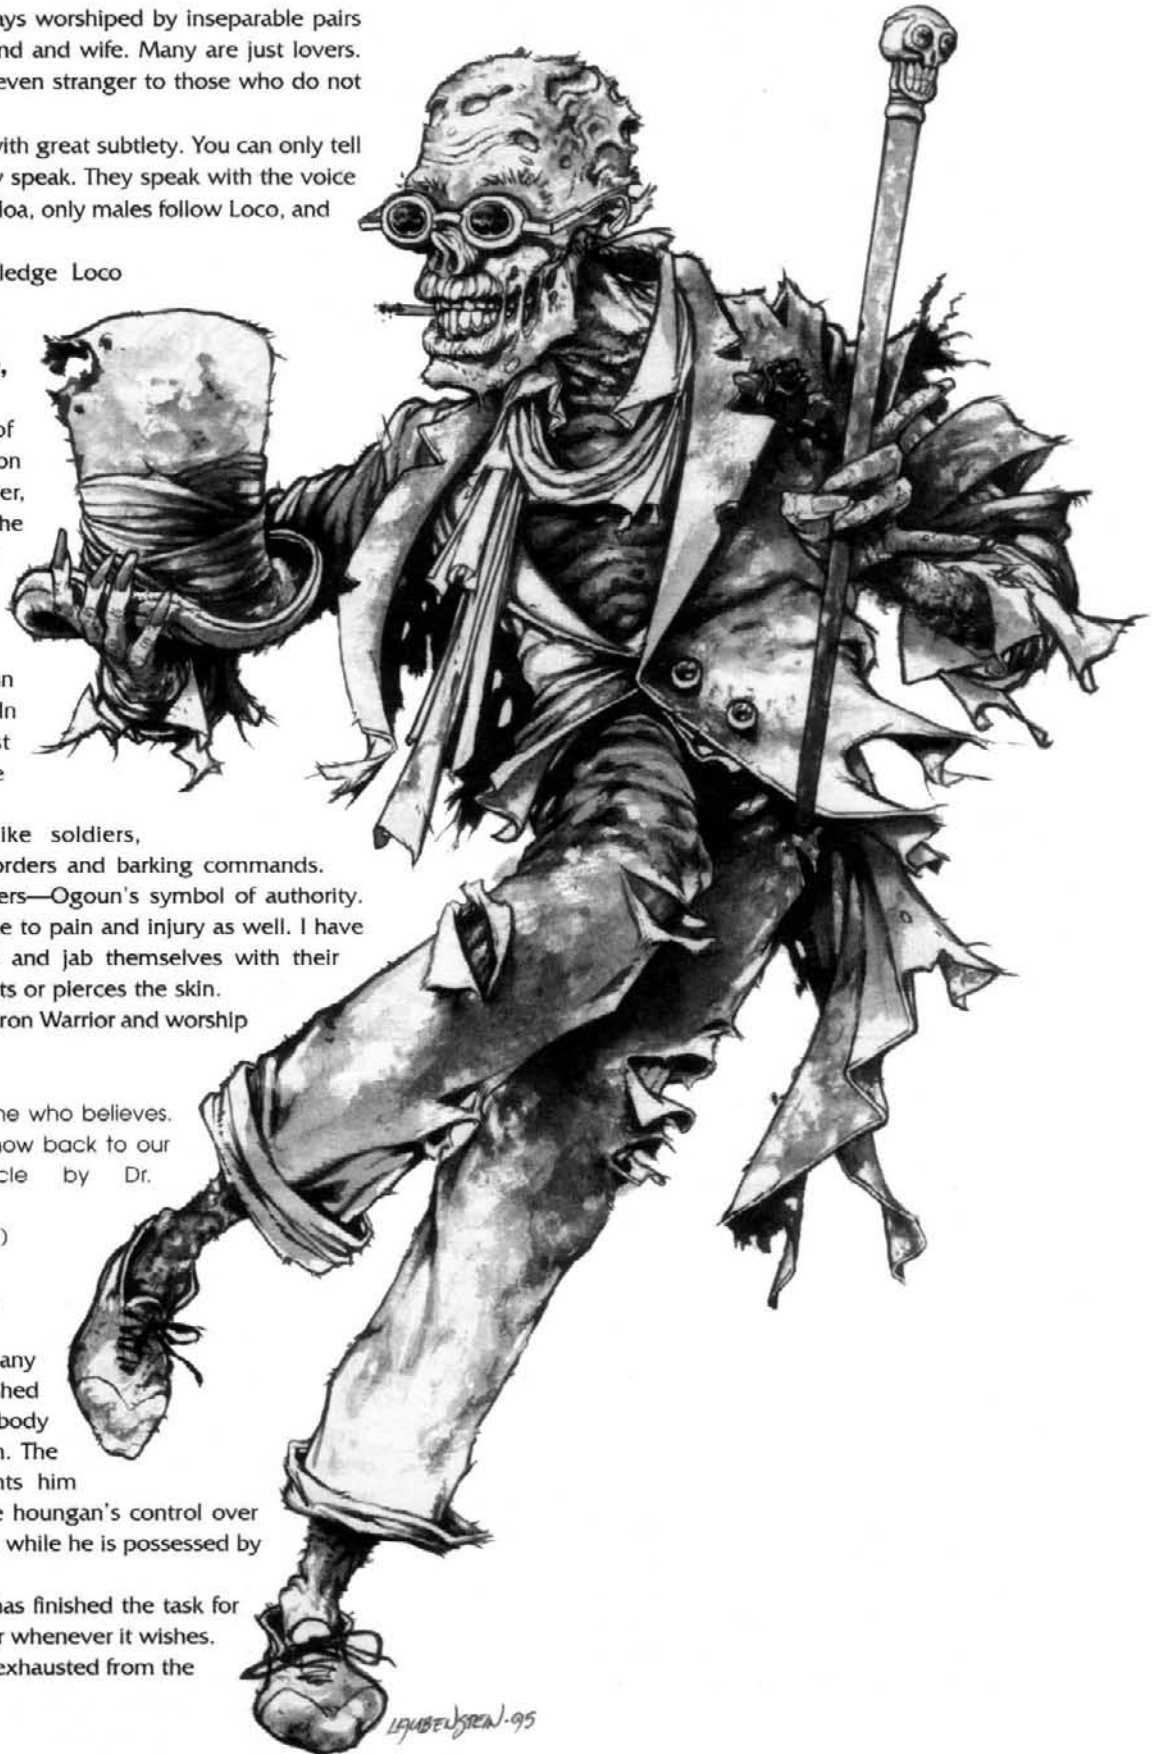 ays worshiped by inseparable pairs
nd and wife. Many are just lovers.
even stranger to those who do not
with great subtlety. You can only tell
y speak. They speak with the voice
loa, only males follow Loco, and
ledge Loco
,
of
on
er,
he
an
In
st
e
like soldiers,
orders and barking commands.
ers—Ogoun's symbol of authority.
e to pain and injury as well. I have
and jab themselves with their
ts or pierces the skin.
ron Warrior and worship
ne who believes.
now back to our
cle by Dr.
)
any
hed
body
n. The
nts him
e houngan's control over
while he is possessed by
has finished the task for
r whenever it wishes.
exhausted from the
LAUBENSTEIN·95